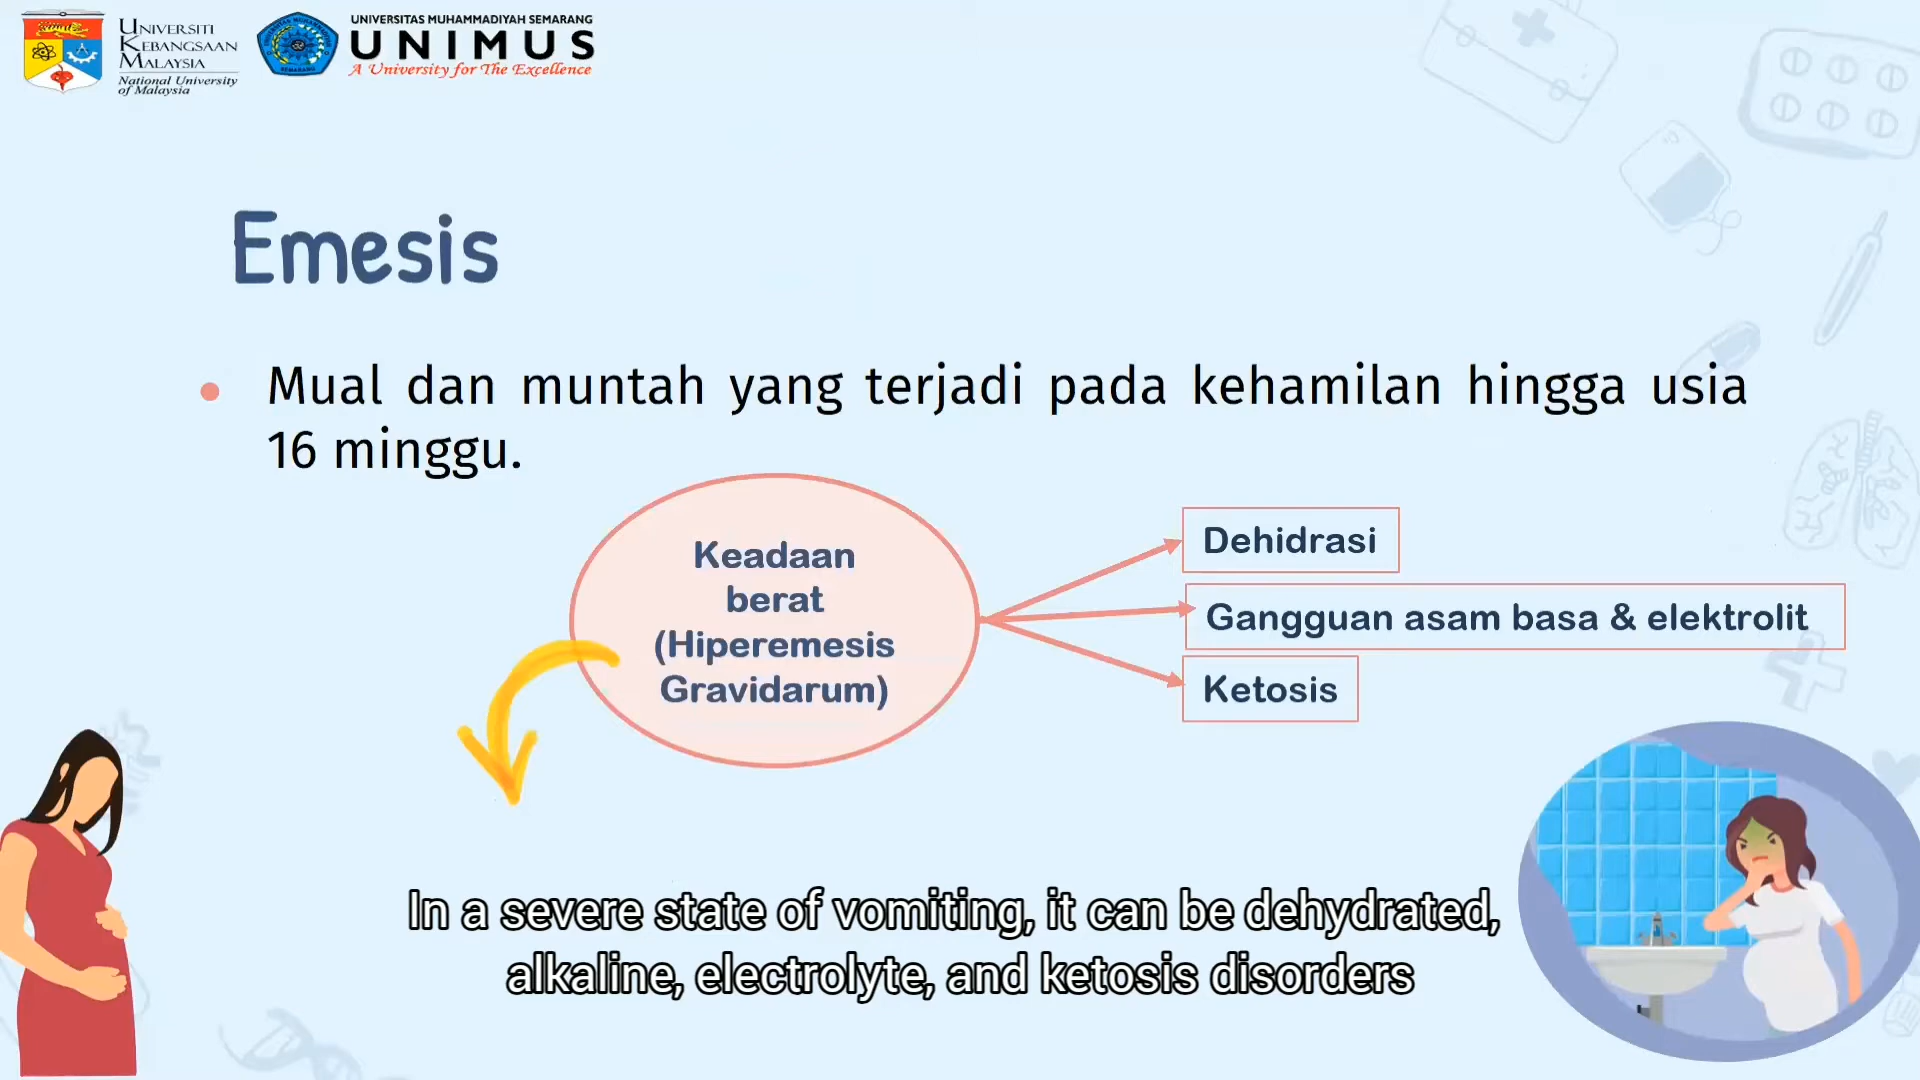 UNIVERSITI
KEBANGSAAN
MALAYSIA
National University
of Malaysia
UNIVERSITAS MUHAMMADIYAH SEMARANG
UNIMUS
A University for The Excellence
Emesis
Mual dan muntah yang terjadi pada kehamilan hingga usia
16 minggu.
Keadaan
berat
(Hiperemesis
Gravidarum)
Dehidrasi
Gangguan asam basa & elektrolit
Ketosis
In a severe state of vomiting, it can be dehydrated,
alkaline, electrolyte, and ketosis disorders